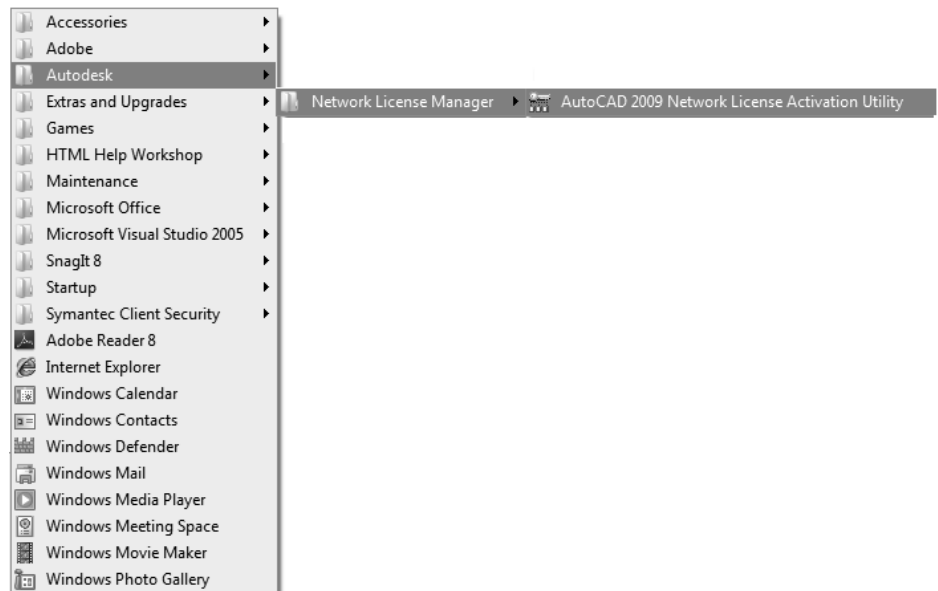 Accessories
Adobe
Autodesk
Extras and Upgrades
Network License Manager
AutoCAD 2009 Network License Activation Utility
Games
HTML Help Workshop
Maintenance
Microsoft Office
Microsoft Visual Studio 2005
SnagIt 8
Startup
Symantec Client Security
Adobe Reader 8
Internet Explorer
Windows Calendar
Windows Contacts
Windows Defender
Windows Mail
Windows Media Player
Windows Meeting Space
Windows Movie Maker
Windows Photo Gallery